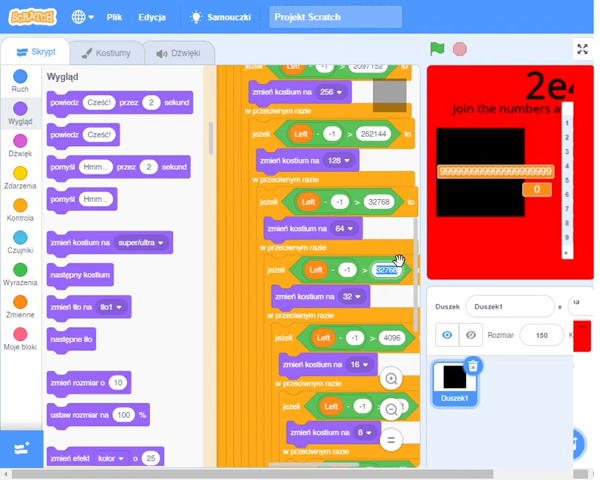 SCRATCH
Plik
Edycja
Samouczki
Projekt Scratch
Skrypt
Kostiumy
Dźwięki
Ruch
Wygląd
Dźwięk
Zdarzenia
Kontrola
Czujniki
Wyrażenia
Zmienne
Moje bloki
Wygląd
powiedz Cześć! przez 2 sekund
powiedz Cześć!
pomyśl Hmm... przez 2 sekund
pomyśl Hmm...
zmień kostium na super/ultra
następny kostium
zmień tło na tło1
następne tło
zmień rozmiar o 10
ustaw rozmiar na 100 %
zmień efekt kolor o 25
jeżeli Left - -1 > 2097152 to
zmień kostium na 256
w przeciwnym razie
jeżeli Left - -1 > 262144 to
zmień kostium na 128
w przeciwnym razie
jeżeli Left - -1 > 32768 to
zmień kostium na 64
w przeciwnym razie
jeżeli Left - -1 > 32768
zmień kostium na 32
w przeciwnym razie
jeżeli Left - -1 > 4096
zmień kostium na 16
w przeciwnym razie
jeżeli Left - -1 >
zmień kostium na 8
w przeciwnym razie
2e4
Join the numbers a
0
1
2
3
4
5
6
7
8
9
Duszek
Duszek1
x
Rozmiar
150
Duszek1